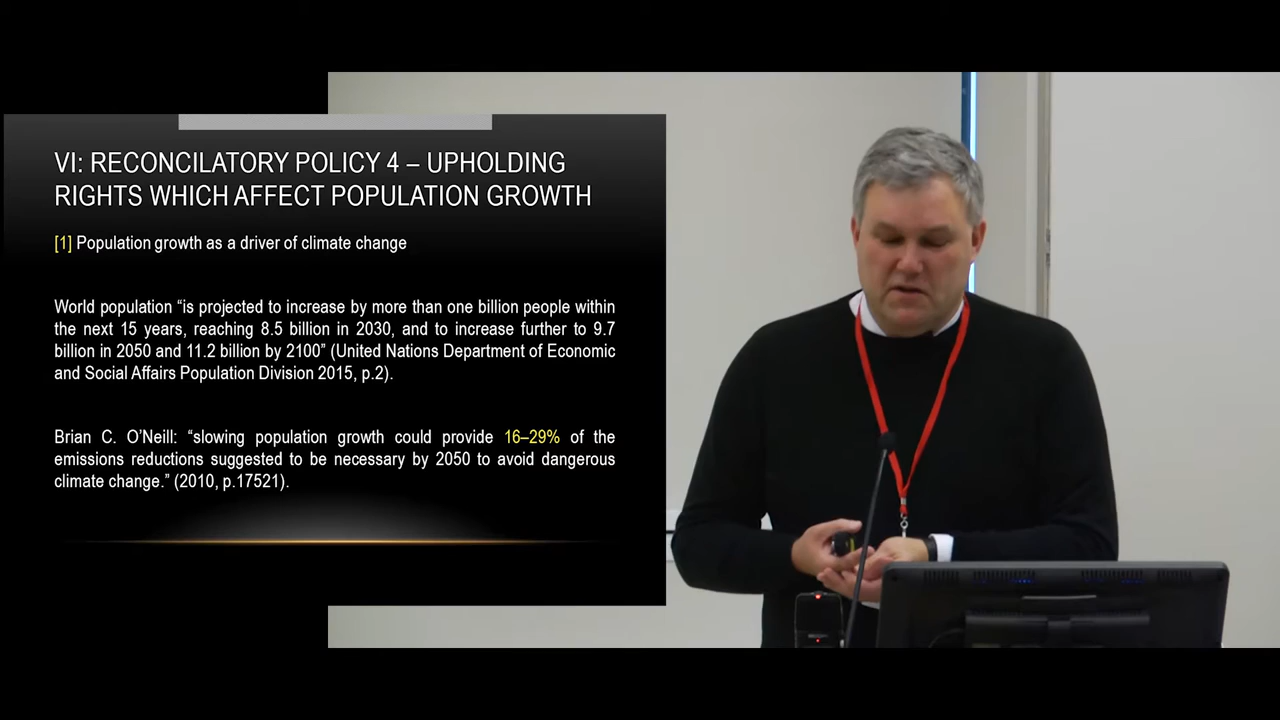 VI: RECONCILATORY POLICY 4 – UPHOLDING
RIGHTS WHICH AFFECT POPULATION GROWTH
[1] Population growth as a driver of climate change
World population “is projected to increase by more than one billion people within
the next 15 years, reaching 8.5 billion in 2030, and to increase further to 9.7
billion in 2050 and 11.2 billion by 2100” (United Nations Department of Economic
and Social Affairs Population Division 2015, p.2).
Brian C. O’Neill: “slowing population growth could provide 16–29% of the
emissions reductions suggested to be necessary by 2050 to avoid dangerous
climate change.” (2010, p.17521).